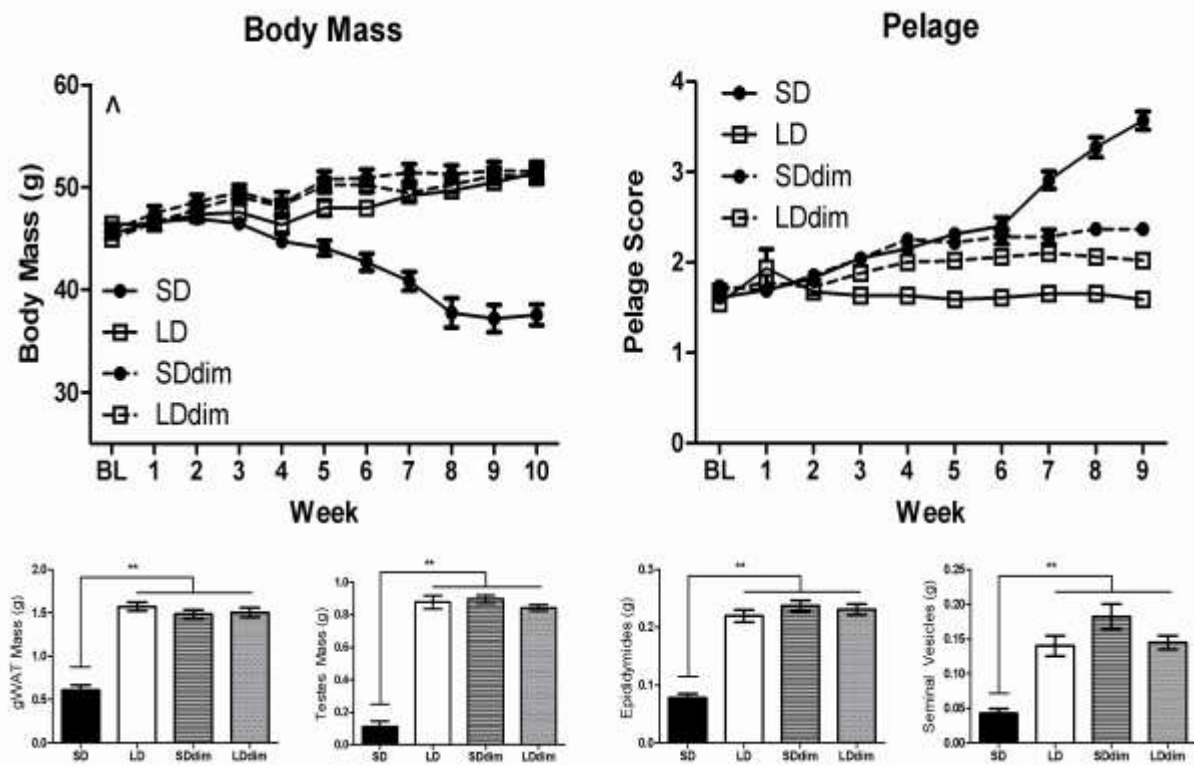 Body Mass
60
50
40
30
Body Mass (g)
^
SD
LD
SDdim
LDdim
BL 1 2 3 4 5 6 7 8 9 10
Week
Pelage
4
3
2
1
0
Pelage Score
SD
LD
SDdim
LDdim
BL 1 2 3 4 5 6 7 8 9
Week
2.0
1.5
1.0
0.5
0.0
gWAT Mass (g)
**
SD LD SDdim LDdim
1.0
0.8
0.6
0.4
0.2
0.0
Testes Mass (g)
**
SD LD SDdim LDdim
0.3
0.2
0.1
0.0
Epididymides (g)
**
SD LD SDdim LDdim
0.25
0.20
0.15
0.10
0.05
0.00
Seminal Vesicles (g)
**
SD LD SDdim LDdim